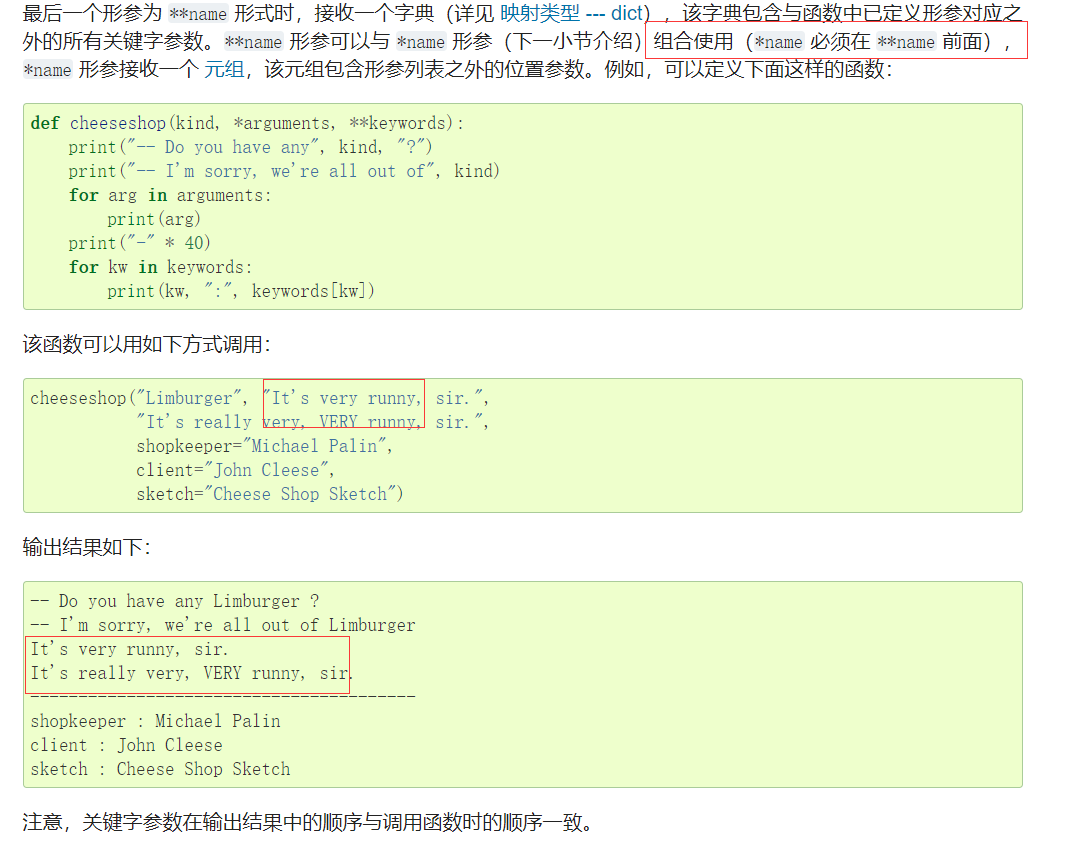 最后一个形参为 **name 形式时，接收一个字典（详见 映射类型 --- dict），该字典包含与函数中已定义形参对应之
外的所有关键字参数。**name 形参可以与 *name 形参（下一小节介绍）组合使用（*name 必须在 **name 前面），
*name 形参接收一个 元组，该元组包含形参列表之外的位置参数。例如，可以定义下面这样的函数：
def cheeseshop(kind, *arguments, **keywords):
    print("-- Do you have any", kind, "?")
    print("-- I'm sorry, we're all out of", kind)
    for arg in arguments:
        print(arg)
    print("-" * 40)
    for kw in keywords:
        print(kw, ":", keywords[kw])
该函数可以用如下方式调用：
cheeseshop("Limburger", "It's very runny, sir.",
           "It's really very, VERY runny, sir.",
           shopkeeper="Michael Palin",
           client="John Cleese",
           sketch="Cheese Shop Sketch")
输出结果如下：
-- Do you have any Limburger ?
-- I'm sorry, we're all out of Limburger
It's very runny, sir.
It's really very, VERY runny, sir.
----------------------------------------
shopkeeper : Michael Palin
client : John Cleese
sketch : Cheese Shop Sketch
注意，关键字参数在输出结果中的顺序与调用函数时的顺序一致。